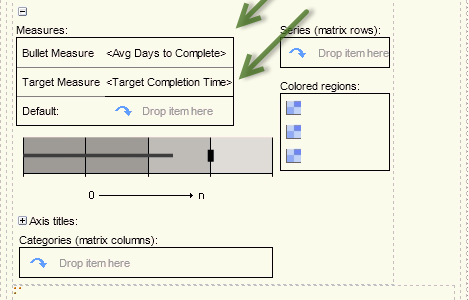 Measures:
Bullet Measure <Avg Days to Complete>
Target Measure <Target Completion Time>
Default: Drop item here
Series (matrix rows):
Drop item here
Colored regions:
0 n
Axis titles:
Categories (matrix columns):
Drop item here